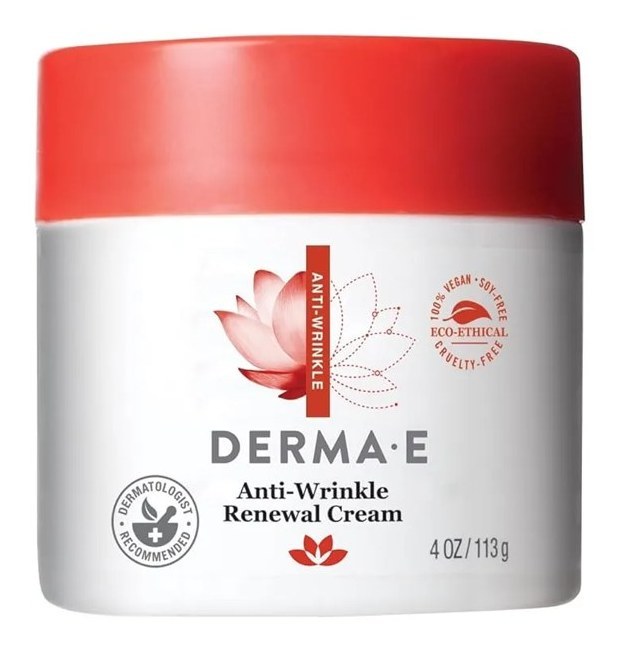 ANTI-WRINKLE
100% VEGAN • SOY-FREE
ECO-ETHICAL
CRUELTY-FREE
DERMA·E
Anti-Wrinkle
Renewal Cream
• DERMATOLOGIST •
RECOMMENDED
4 OZ/113g